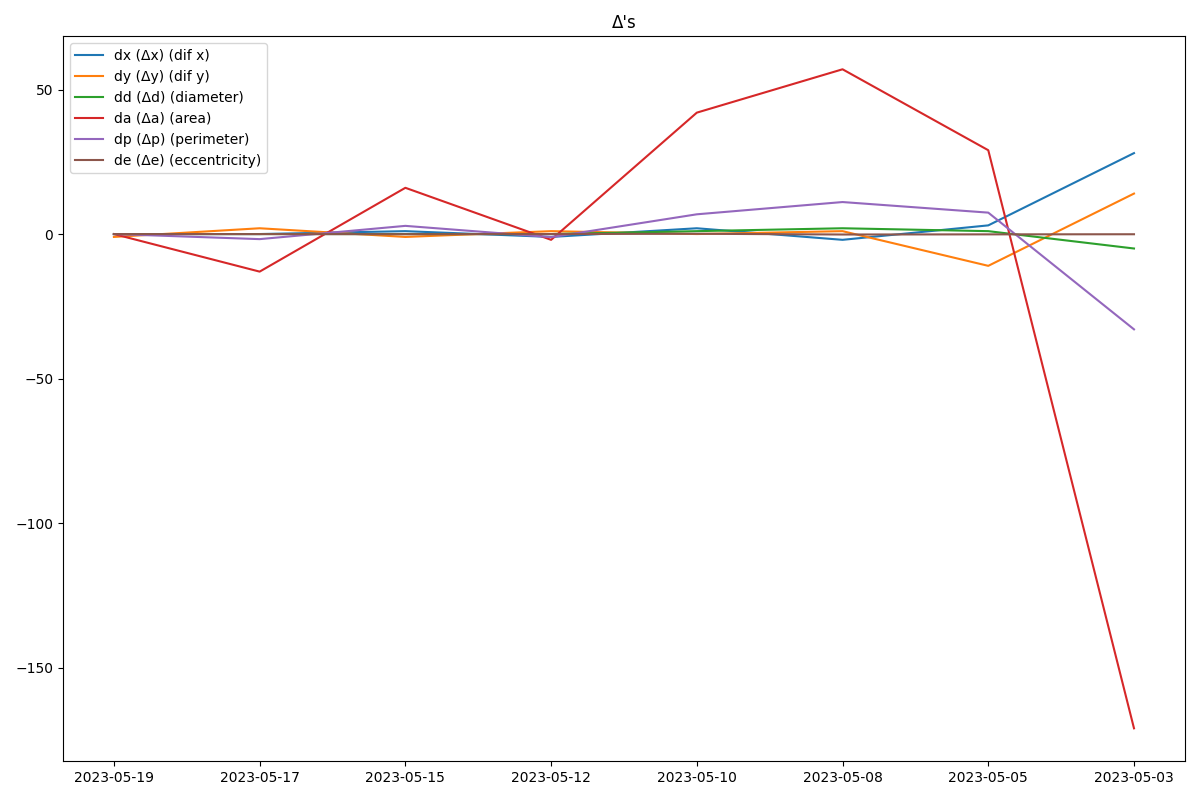 Δ's
dx (Δx) (dif x)
dy (Δy) (dif y)
dd (Δd) (diameter)
da (Δa) (area)
dp (Δp) (perimeter)
de (Δe) (eccentricity)
50
0
−50
−100
−150
2023-05-19 2023-05-17 2023-05-15 2023-05-12 2023-05-10 2023-05-08 2023-05-05 2023-05-03